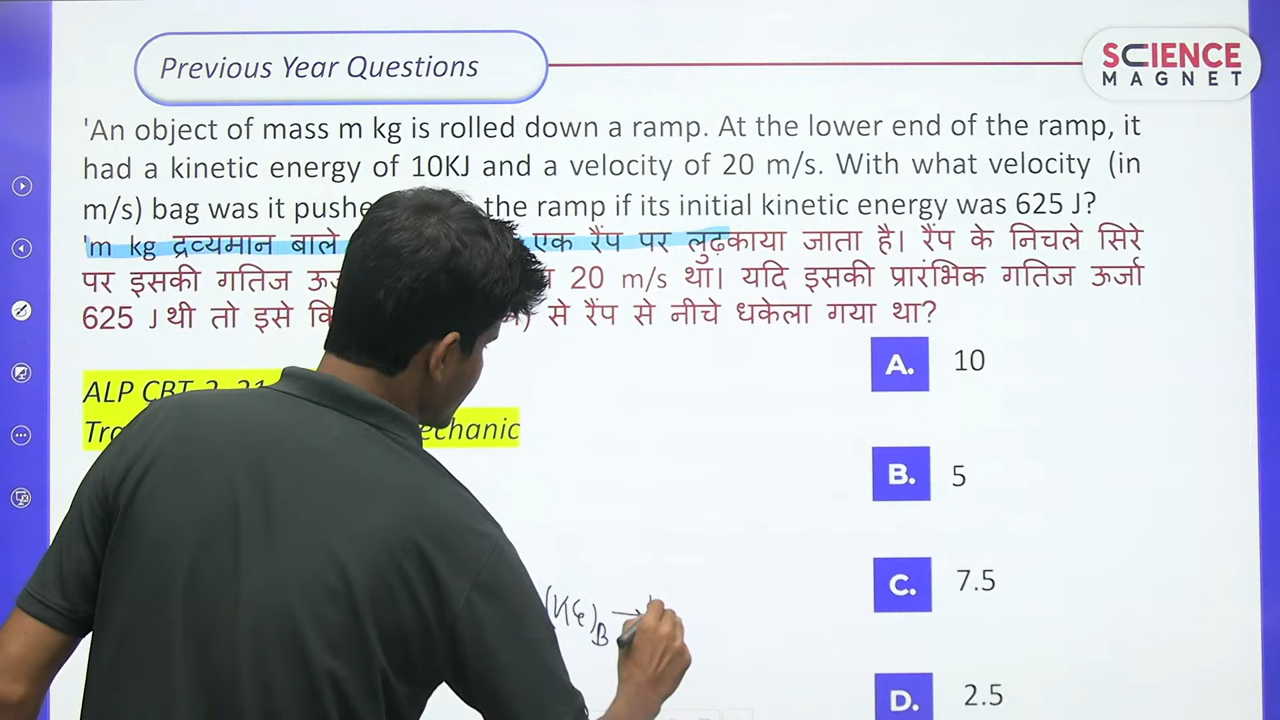 Previous Year Questions
SCIENCE
MAGNET
'An object of mass m kg is rolled down a ramp. At the lower end of the ramp, it
had a kinetic energy of 10KJ and a velocity of 20 m/s. With what velocity (in
m/s) bag was it pushe the ramp if its initial kinetic energy was 625 J?
'm kg द्रव्यमान बाले एक रैंप पर लुढ़काया जाता है। रैंप के निचले सिरे
पर इसकी गतिज 20 m/s था। यदि इसकी प्रारंभिक गतिज ऊर्जा
625 J थी तो इसे से रैंप से नीचे धकेला गया था?
A. 10
ALP CBT
echanic
B. 5
C. 7.5
(KE)B →
D. 2.5